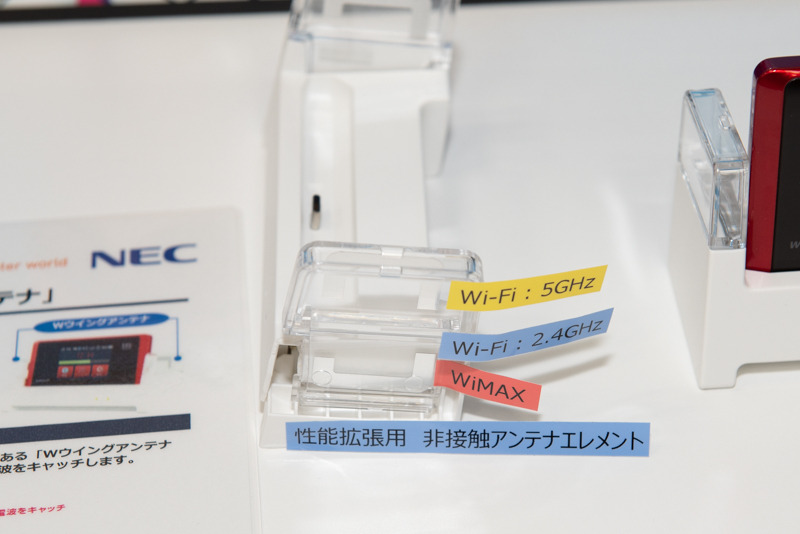 ter world NEC
テナ」
Wウイングアンテナ
ある「Wウイングアンテナ
波をキャッチします。
電波をキャッチ
Wi-Fi : 5GHz
Wi-Fi : 2.4GHz
WiMAX
性能拡張用 非接触アンテナエレメント